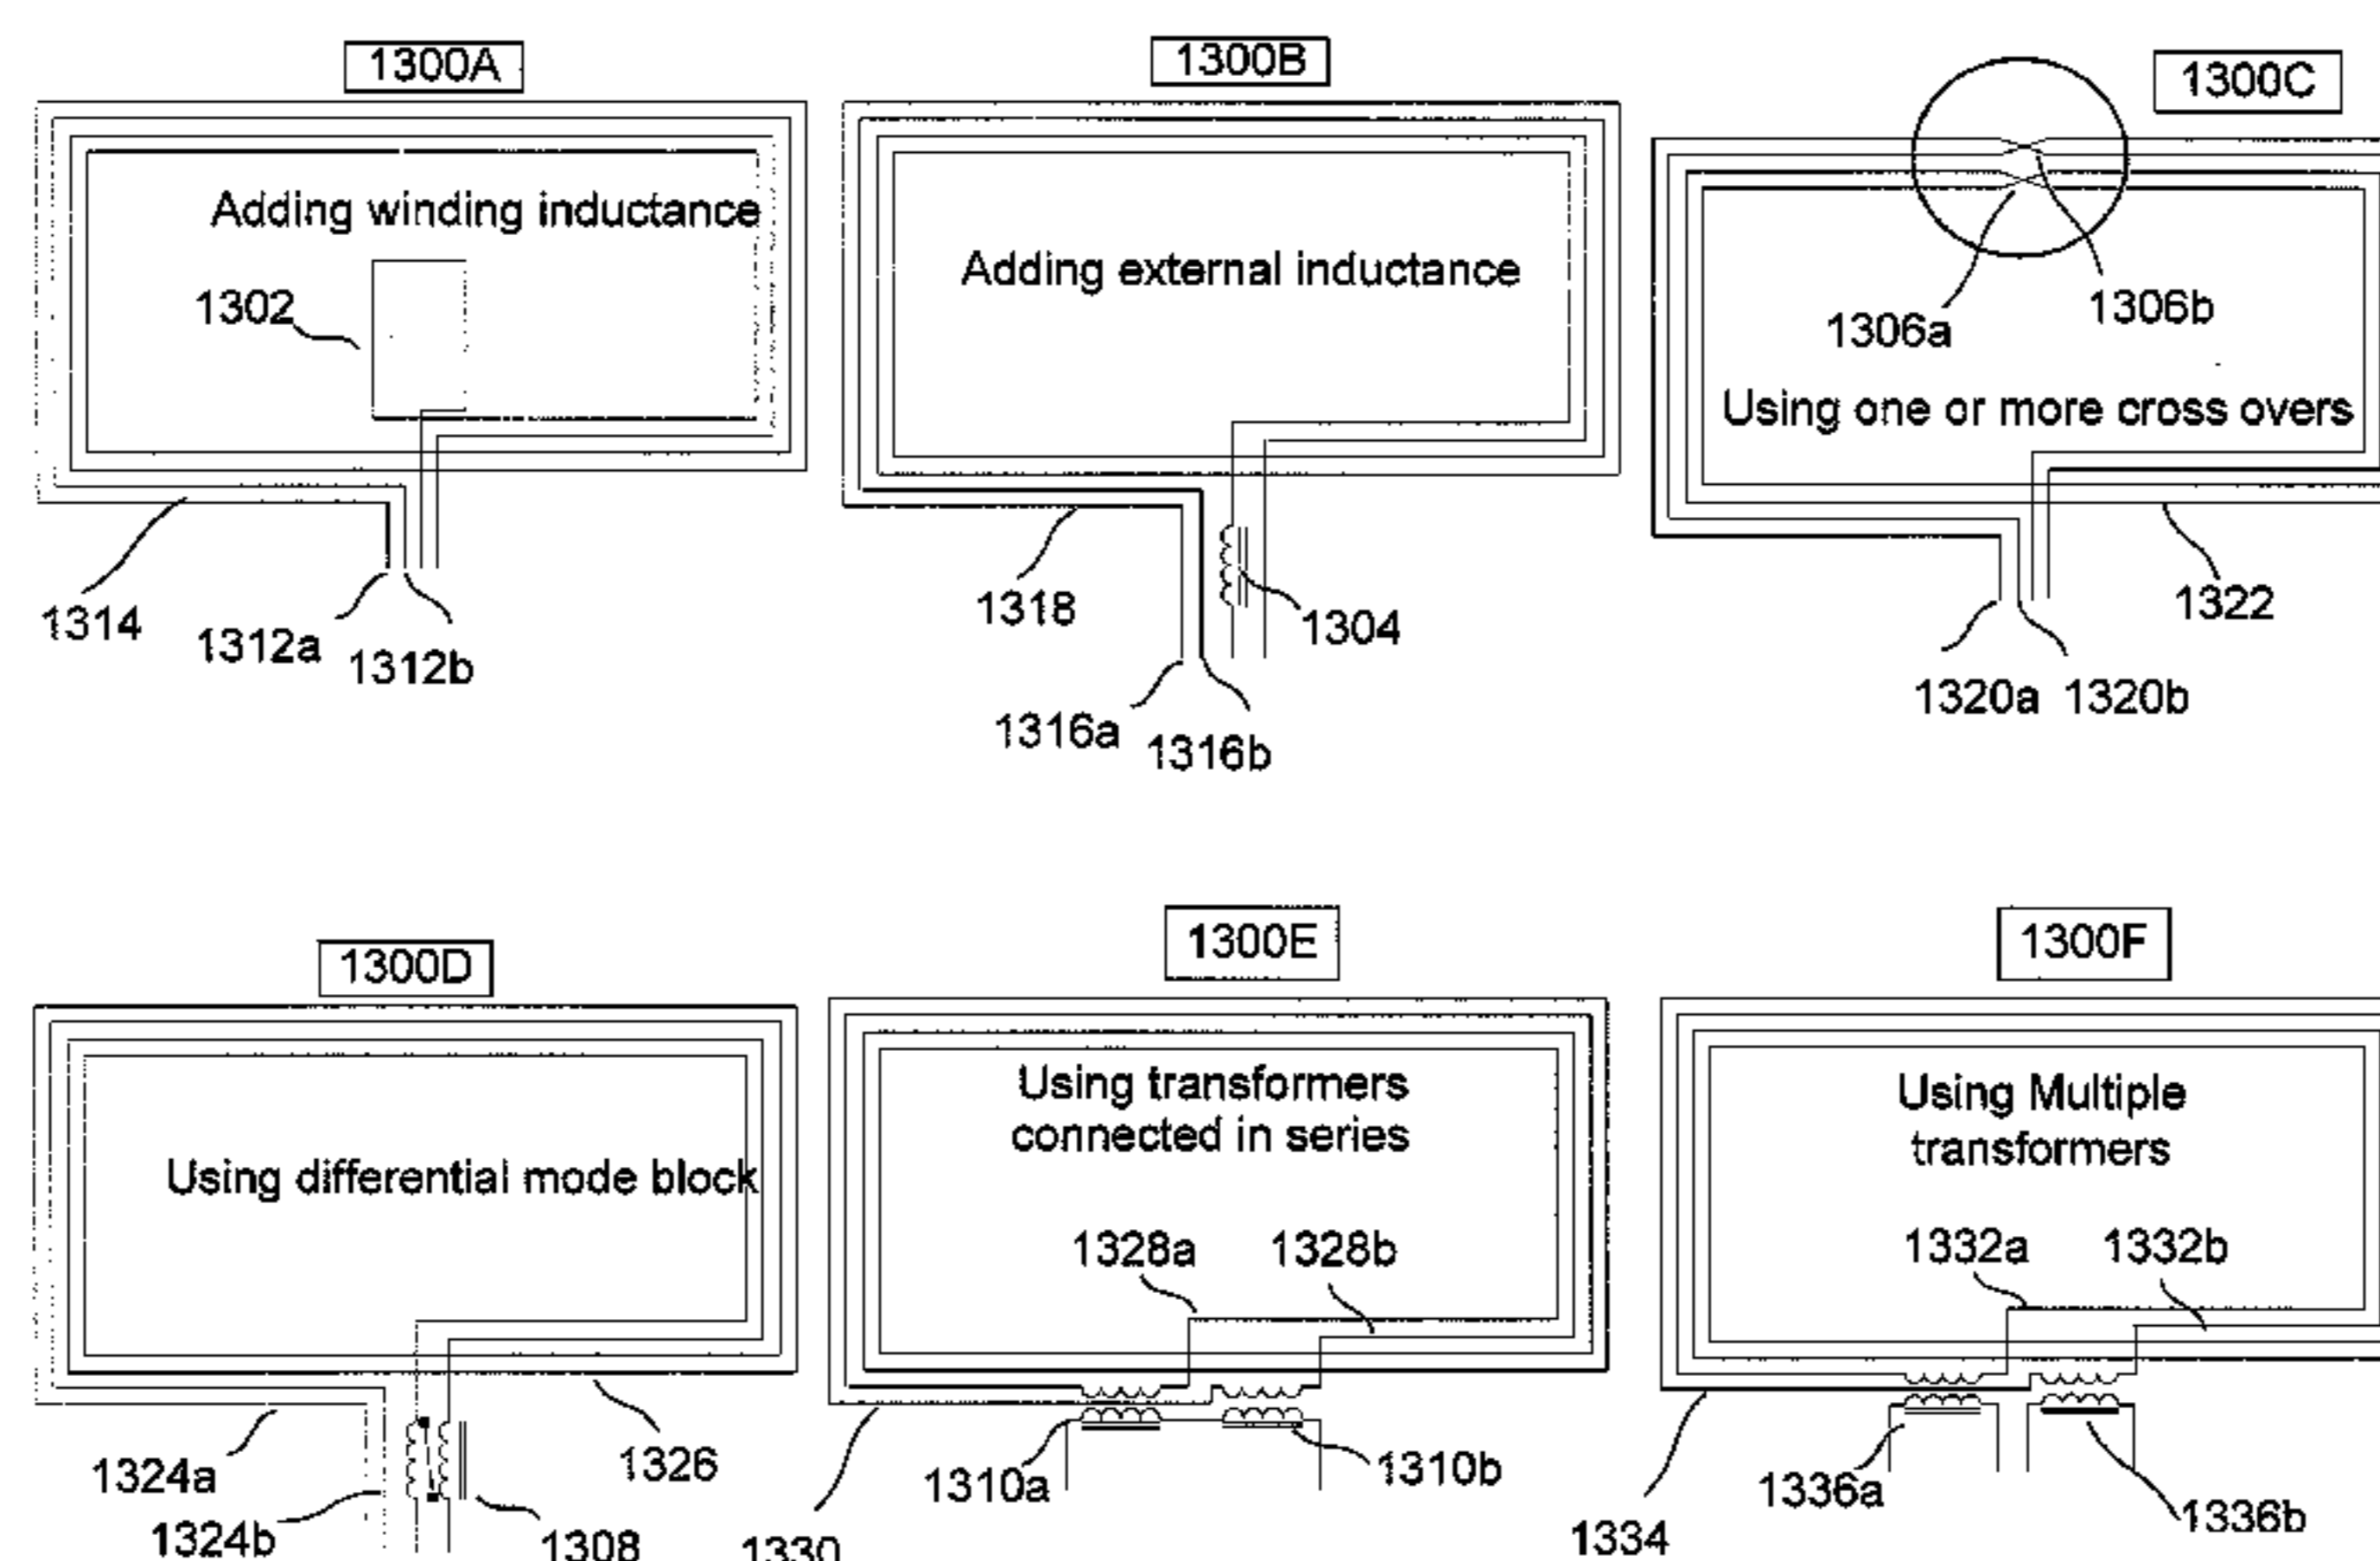 1300A
Adding winding inductance
1302
1314
1312a
1312b
1300B
Adding external inductance
1318
1304
1316a
1316b
1300C
1306a
1306b
Using one or more cross overs
1322
1320a
1320b
1300D
Using differential mode block
1324a
1324b
1326
1308
1300E
Using transformers
connected in series
1328a
1328b
1310a
1310b
1330
1300F
Using Multiple
transformers
1332a
1332b
1336a
1336b
1334